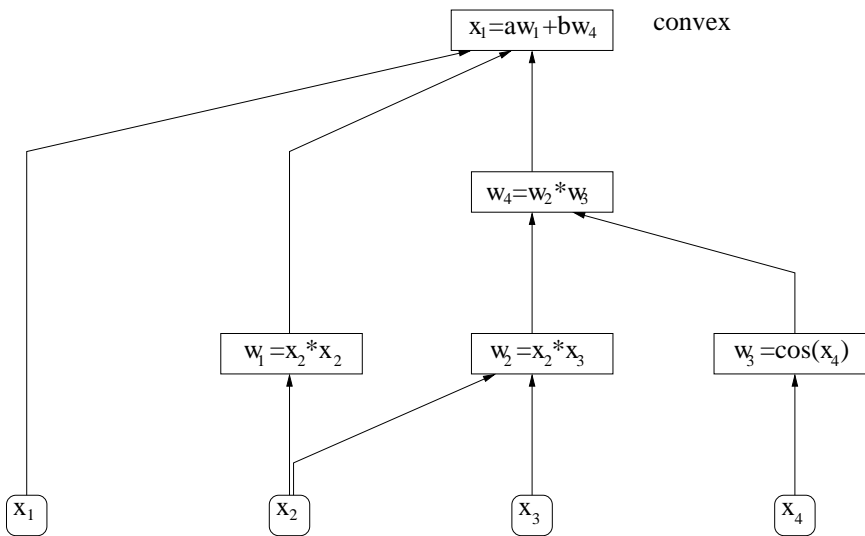 x₁=aw₁+bw₄ convex
w₄=w₂*w₃
w₁=x₂*x₂ w₂=x₂*x₃ w₃=cos(x₄)
x₁ x₂ x₃ x₄